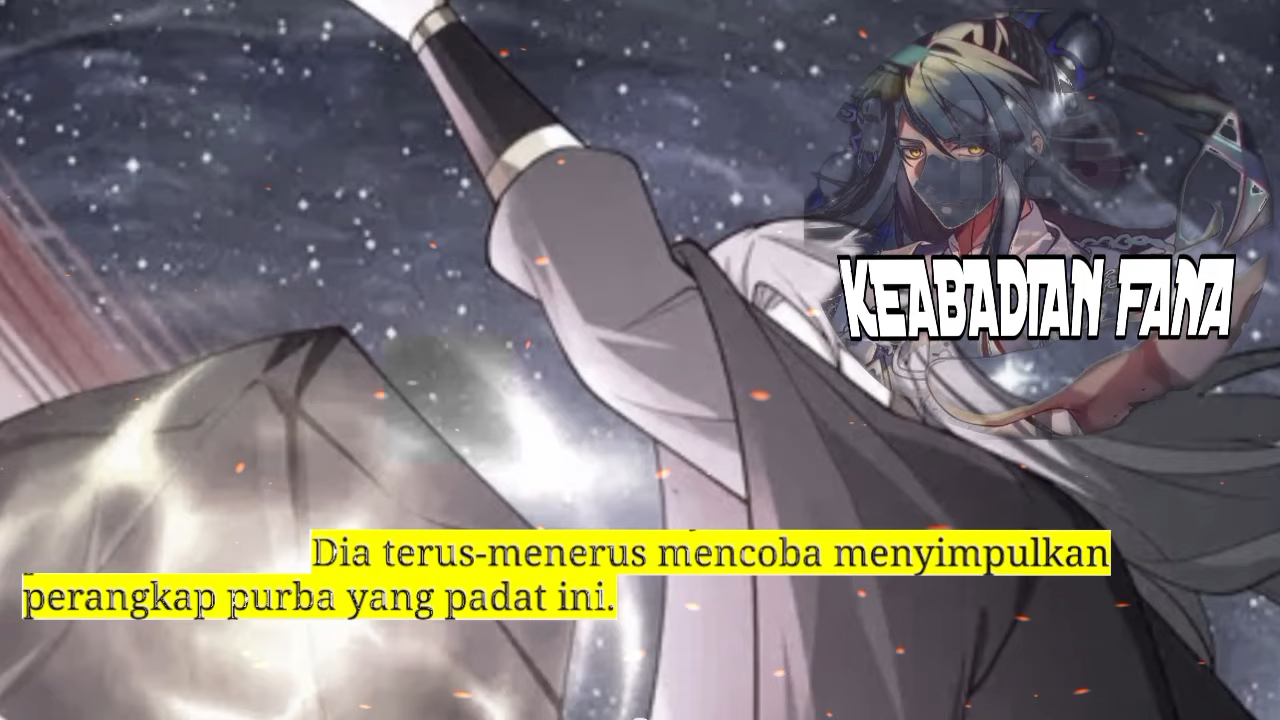 KEABADIAN FANA
Dia terus-menerus mencoba menyimpulkan
perangkap purba yang padat ini.